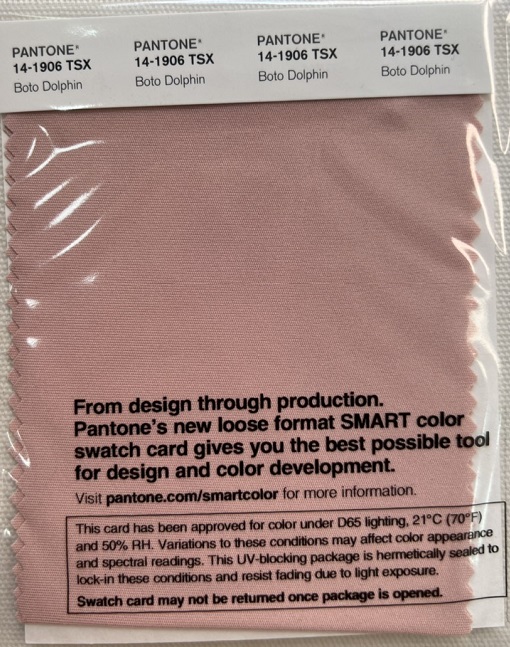 PANTONE® PANTONE® PANTONE® PANTONE®
14-1906 TSX 14-1906 TSX 14-1906 TSX 14-1906 TSX
Boto Dolphin Boto Dolphin Boto Dolphin Boto Dolphin
From design through production.
Pantone's new loose format SMART color
swatch card gives you the best possible tool
for design and color development.
Visit pantone.com/smartcolor for more information.
This card has been approved for color under D65 lighting, 21°C (70°F)
and 50% RH. Variations to these conditions may affect color appearance
and spectral readings. This UV-blocking package is hermetically sealed to
lock-in these conditions and resist fading due to light exposure.
Swatch card may not be returned once package is opened.